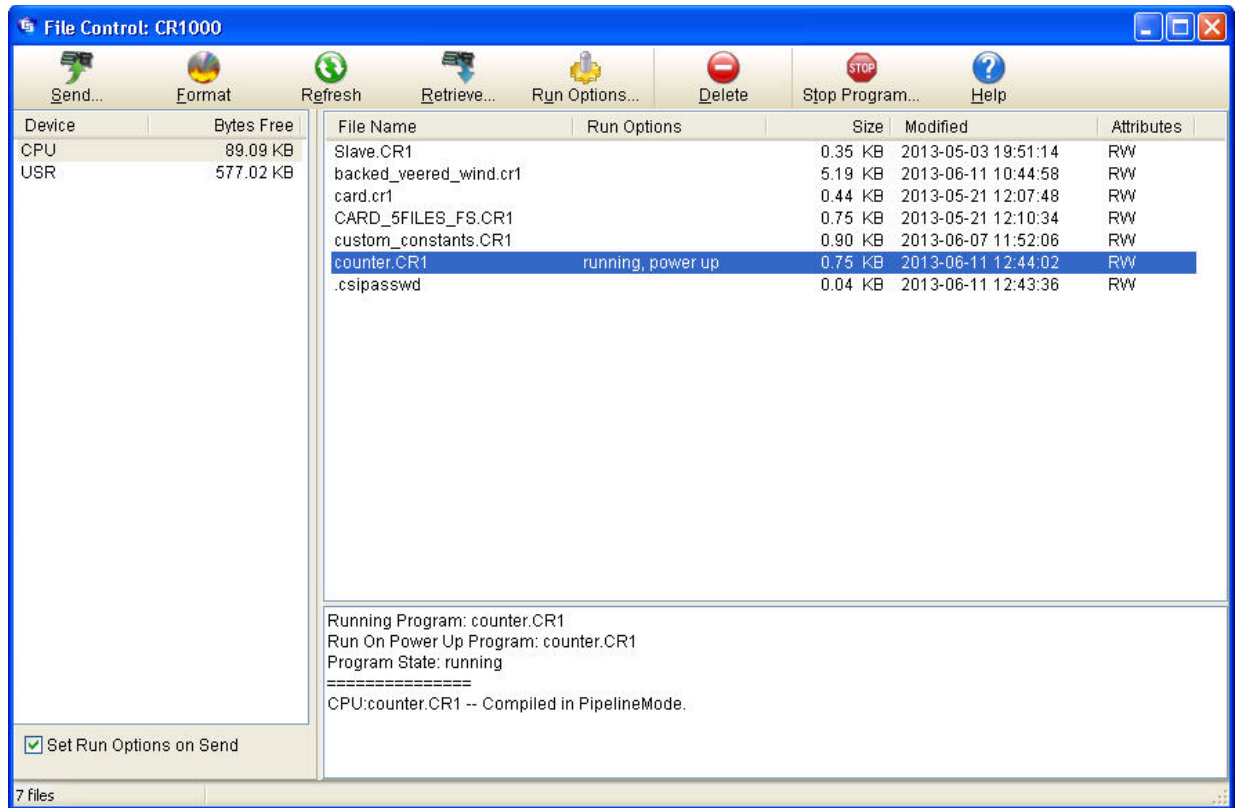 File Control: CR1000
Send... Format Refresh Retrieve... Run Options... Delete Stop Program... Help
Device Bytes Free
CPU 89.09 KB
USR 577.02 KB
File Name Run Options Size Modified Attributes
Slave.CR1 0.35 KB 2013-05-03 19:51:14 RW
backed_veered_wind.cr1 5.19 KB 2013-06-11 10:44:58 RW
card.cr1 0.44 KB 2013-05-21 12:07:48 RW
CARD_5FILES_FS.CR1 0.75 KB 2013-05-21 12:10:34 RW
custom_constants.CR1 0.90 KB 2013-06-07 11:52:06 RW
counter.CR1 running, power up 0.75 KB 2013-06-11 12:44:02 RW
.csipasswd 0.04 KB 2013-06-11 12:43:36 RW
Running Program: counter.CR1
Run On Power Up Program: counter.CR1
Program State: running
===============
CPU:counter.CR1 -- Compiled in PipelineMode.
Set Run Options on Send
7 files